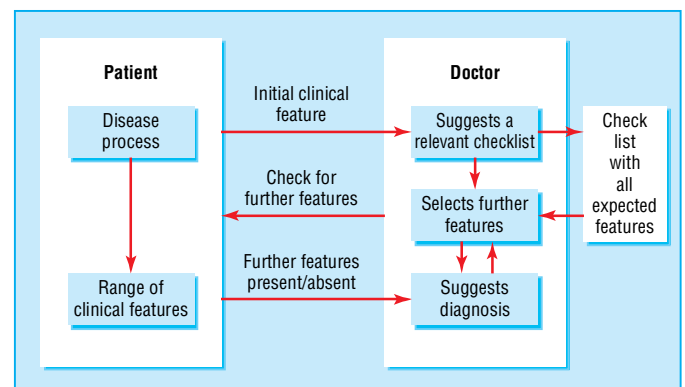 Patient
Disease
process
Range of
clinical features
Initial clinical
feature
Check for
further features
Further features
present/absent
Doctor
Suggests a
relevant checklist
Selects further
features
Suggests
diagnosis
Check
list
with
all
expected
features